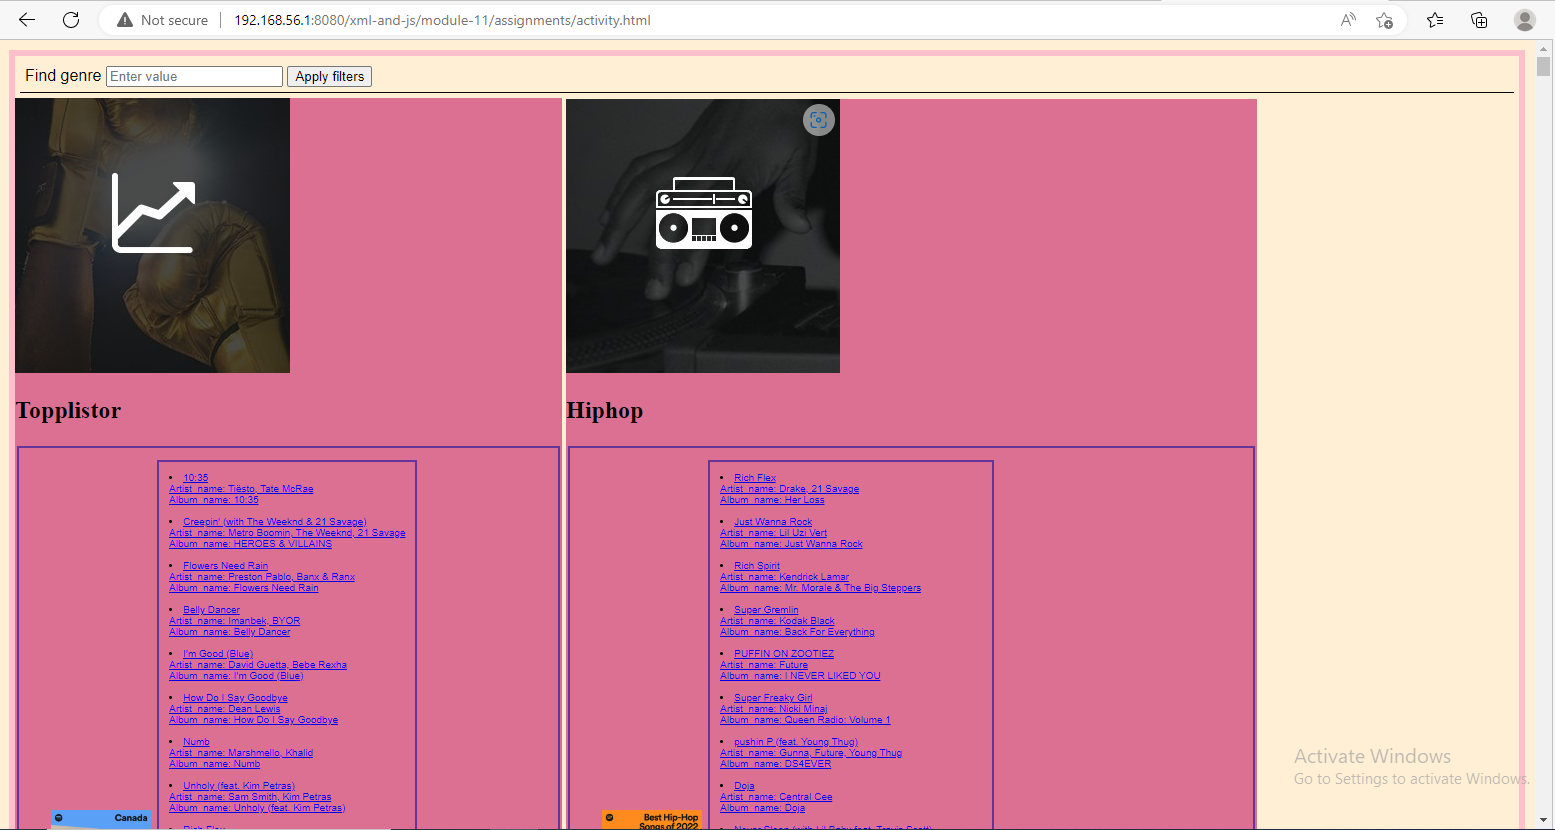 Not secure
192.168.56.1:8080/xml-and-js/module-11/assignments/activity.html
Find genre Enter value Apply filters
Topplistor
10:35
Artist_name: Tiësto, Tate McRae
Album_name: 10:35
Creepin' (with The Weeknd & 21 Savage)
Artist_name: Metro Boomin, The Weeknd, 21 Savage
Album_name: HEROES & VILLAINS
Flowers Need Rain
Artist_name: Preston Pablo, Banx & Ranx
Album_name: Flowers Need Rain
Belly Dancer
Artist_name: Imanbek, BYOR
Album_name: Belly Dancer
I'm Good (Blue)
Artist_name: David Guetta, Bebe Rexha
Album_name: I'm Good (Blue)
How Do I Say Goodbye
Artist_name: Dean Lewis
Album_name: How Do I Say Goodbye
Numb
Artist_name: Marshmello, Khalid
Album_name: Numb
Unholy (feat. Kim Petras)
Artist_name: Sam Smith, Kim Petras
Album_name: Unholy (feat. Kim Petras)
Canada
Hiphop
Rich Flex
Artist_name: Drake, 21 Savage
Album_name: Her Loss
Just Wanna Rock
Artist_name: Lil Uzi Vert
Album_name: Just Wanna Rock
Rich Spirit
Artist_name: Kendrick Lamar
Album_name: Mr. Morale & The Big Steppers
Super Gremlin
Artist_name: Kodak Black
Album_name: Back For Everything
PUFFIN ON ZOOTIEZ
Artist_name: Future
Album_name: I NEVER LIKED YOU
Super Freaky Girl
Artist_name: Nicki Minaj
Album_name: Queen Radio: Volume 1
pushin P (feat. Young Thug)
Artist_name: Gunna, Future, Young Thug
Album_name: DS4EVER
Doja
Artist_name: Central Cee
Album_name: Doja
Best Hip-Hop
Songs of 2022
Activate Windows
Go to Settings to activate Windows.